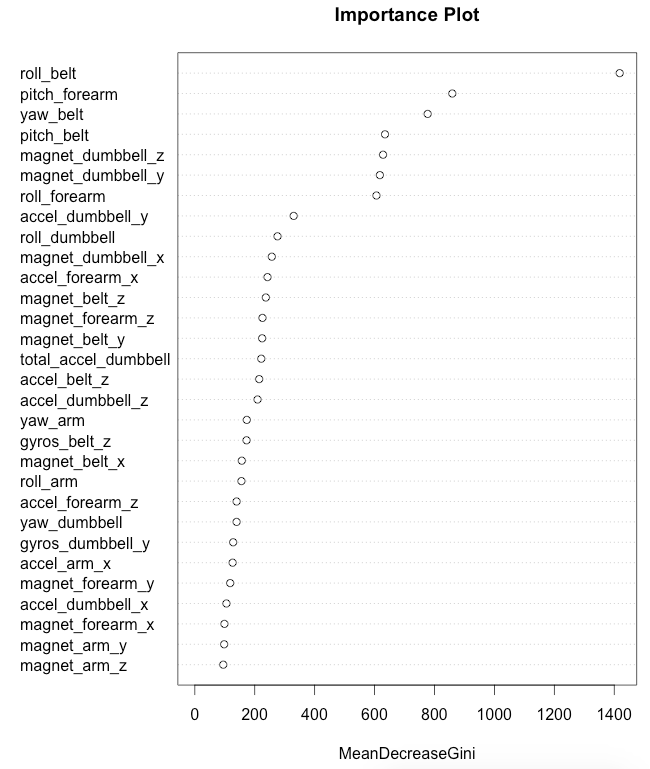 Importance Plot
roll_belt
pitch_forearm
yaw_belt
pitch_belt
magnet_dumbbell_z
magnet_dumbbell_y
roll_forearm
accel_dumbbell_y
roll_dumbbell
magnet_dumbbell_x
accel_forearm_x
magnet_belt_z
magnet_forearm_z
magnet_belt_y
total_accel_dumbbell
accel_belt_z
accel_dumbbell_z
yaw_arm
gyros_belt_z
magnet_belt_x
roll_arm
accel_forearm_z
yaw_dumbbell
gyros_dumbbell_y
accel_arm_x
magnet_forearm_y
accel_dumbbell_x
magnet_forearm_x
magnet_arm_y
magnet_arm_z
0 200 400 600 800 1000 1200 1400
MeanDecreaseGini